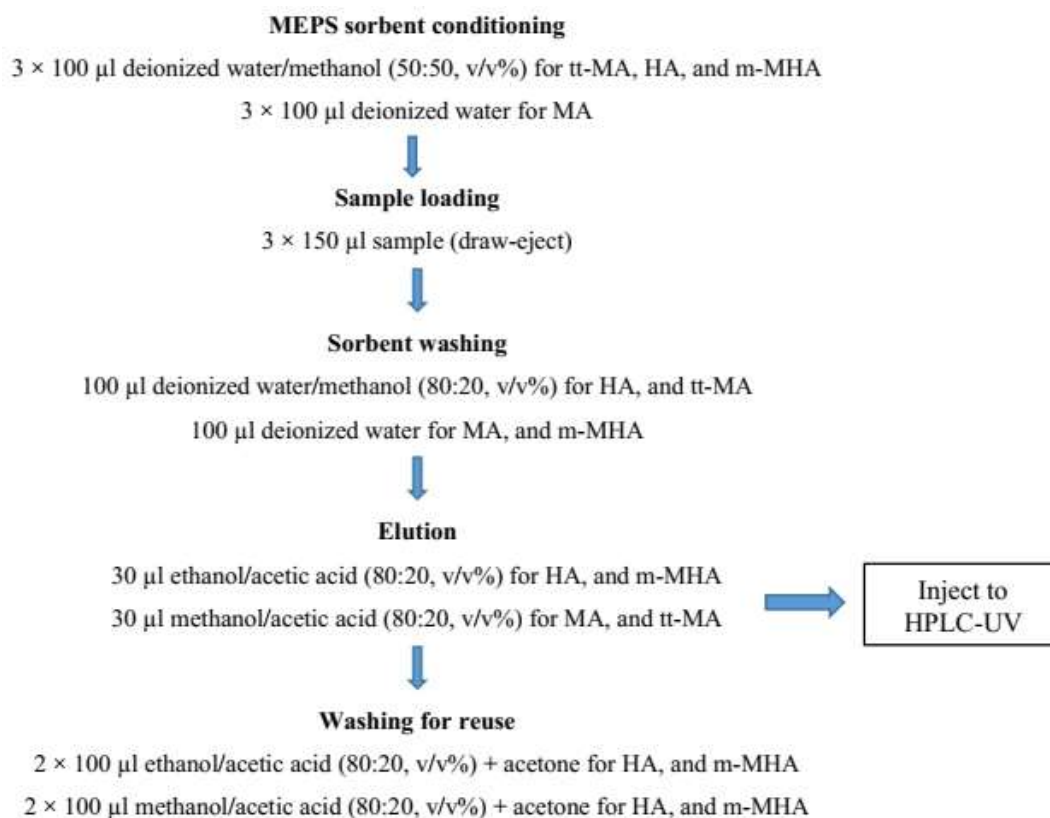 MEPS sorbent conditioning
3 × 100 µl deionized water/methanol (50:50, v/v%) for tt-MA, HA, and m-MHA
3 × 100 µl deionized water for MA
Sample loading
3 × 150 µl sample (draw-eject)
Sorbent washing
100 µl deionized water/methanol (80:20, v/v%) for HA, and tt-MA
100 µl deionized water for MA, and m-MHA
Elution
30 µl ethanol/acetic acid (80:20, v/v%) for HA, and m-MHA
30 µl methanol/acetic acid (80:20, v/v%) for MA, and tt-MA
Inject to
HPLC-UV
Washing for reuse
2 × 100 µl ethanol/acetic acid (80:20, v/v%) + acetone for HA, and m-MHA
2 × 100 µl methanol/acetic acid (80:20, v/v%) + acetone for HA, and m-MHA